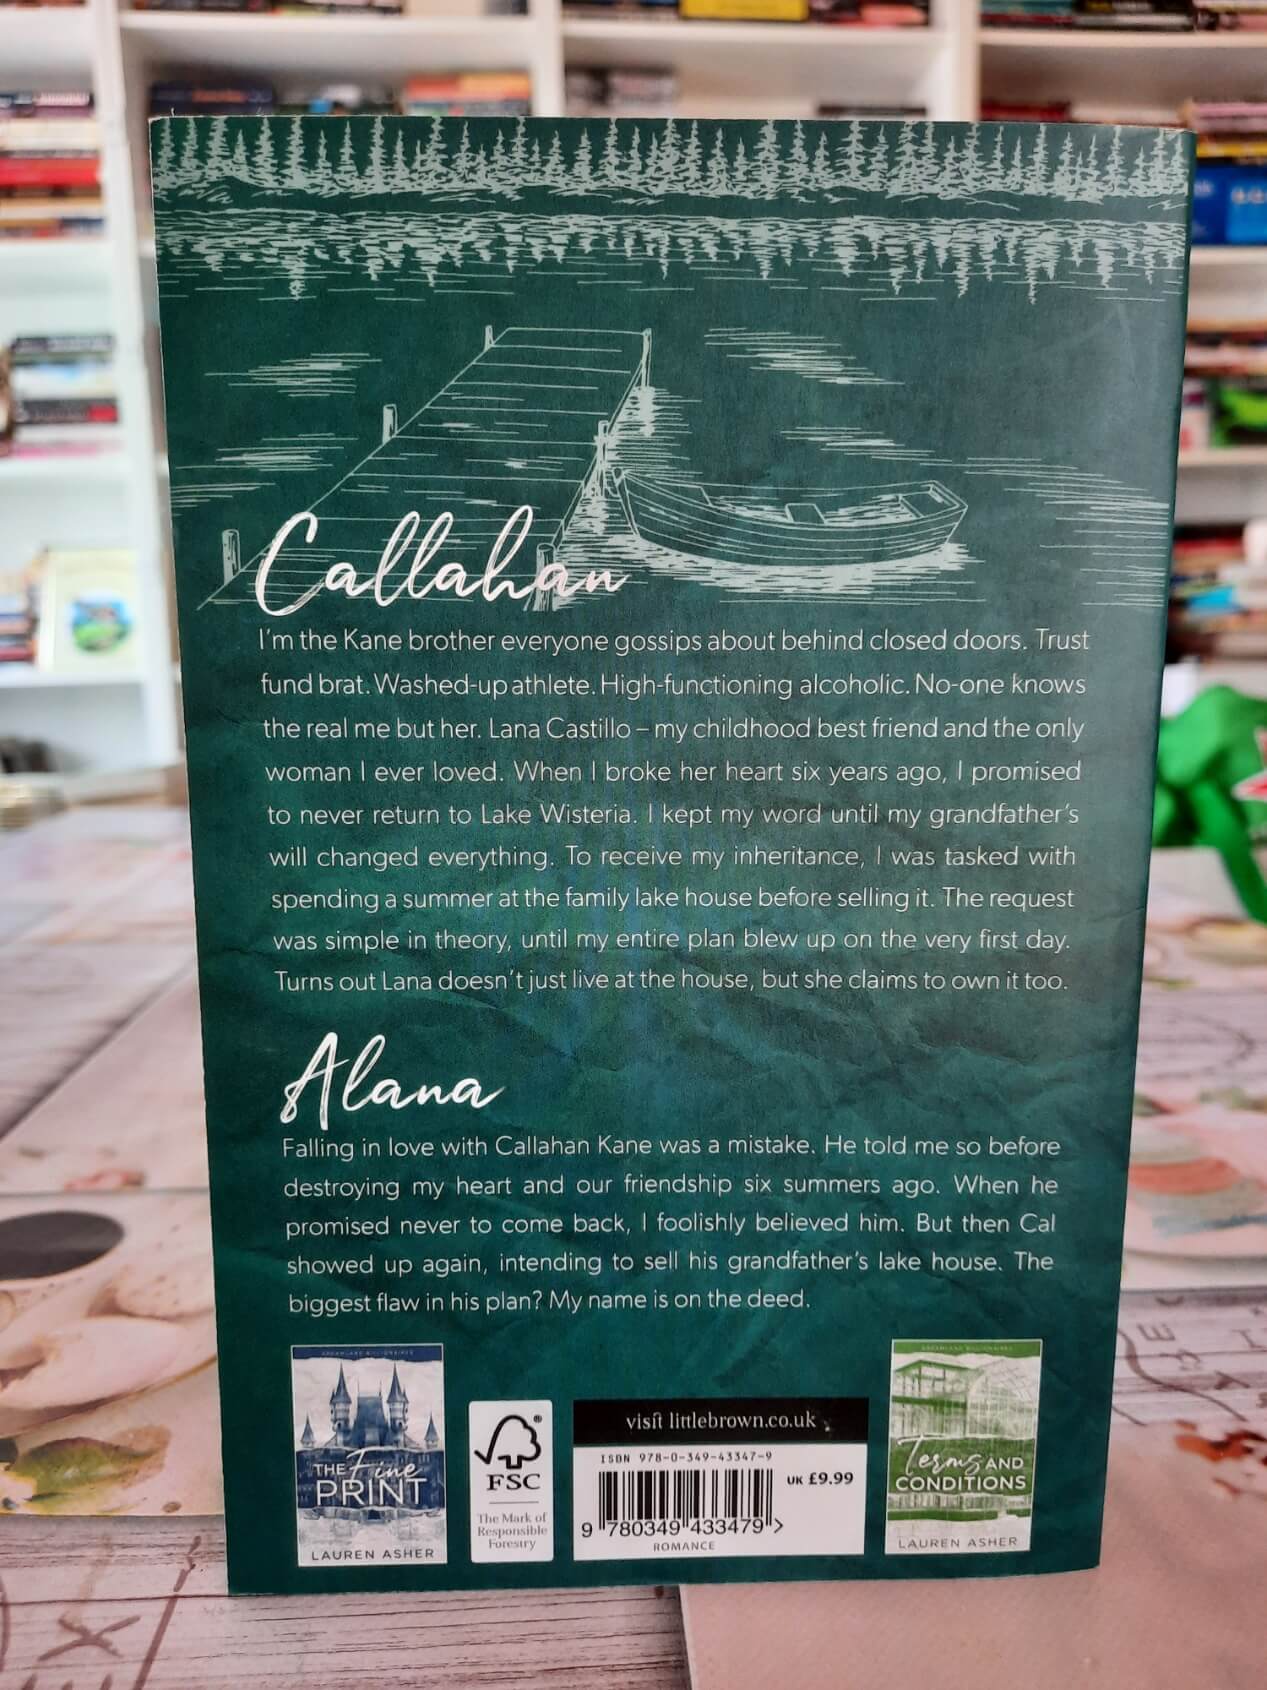 Callahan
I'm the Kane brother everyone gossips about behind closed doors. Trust
fund brat. Washed-up athlete. High-functioning alcoholic. No-one knows
the real me but her. Lana Castillo – my childhood best friend and the only
woman I ever loved. When I broke her heart six years ago, I promised
to never return to Lake Wisteria. I kept my word until my grandfather's
will changed everything. To receive my inheritance, I was tasked with
spending a summer at the family lake house before selling it. The request
was simple in theory, until my entire plan blew up on the very first day.
Turns out Lana doesn't just live at the house, but she claims to own it too.
Alana
Falling in love with Callahan Kane was a mistake. He told me so before
destroying my heart and our friendship six summers ago. When he
promised never to come back, I foolishly believed him. But then Cal
showed up again, intending to sell his grandfather's lake house. The
biggest flaw in his plan? My name is on the deed.
DREAMLAND BILLIONAIRES
THE Fine
PRINT
LAUREN ASHER
®
FSC
The Mark of
Responsible
Forestry
visit littlebrown.co.uk
ISBN 978-0-349-43347-9
UK £9.99
9 780349 433479 >
ROMANCE
DREAMLAND BILLIONAIRES
Terms AND
CONDITIONS
LAUREN ASHER